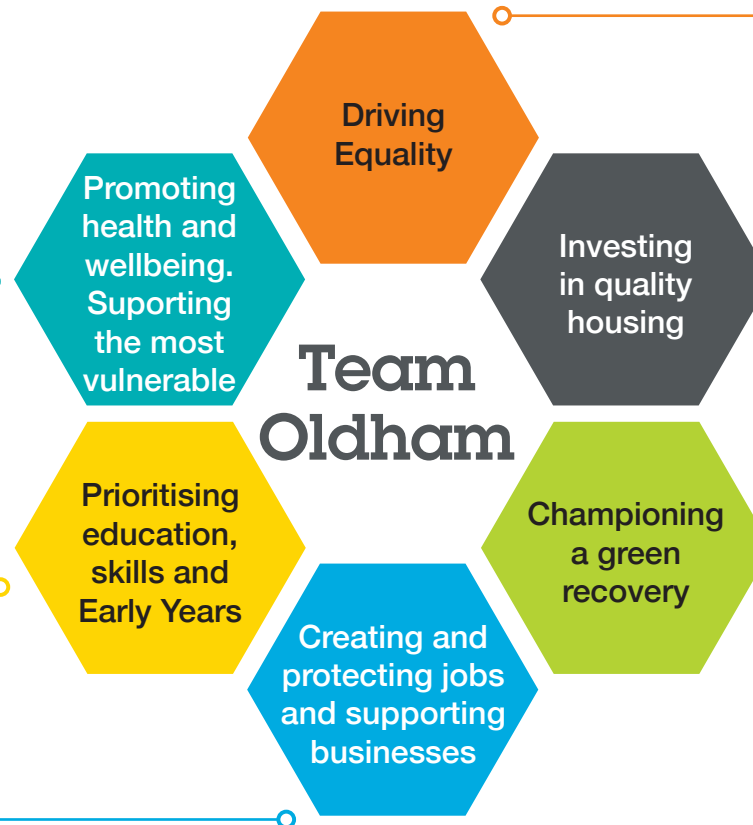 Driving
Equality
Promoting
health and
wellbeing.
Suporting
the most
vulnerable
Investing
in quality
housing
Team
Oldham
Prioritising
education,
skills and
Early Years
Championing
a green
recovery
Creating and
protecting jobs
and supporting
businesses